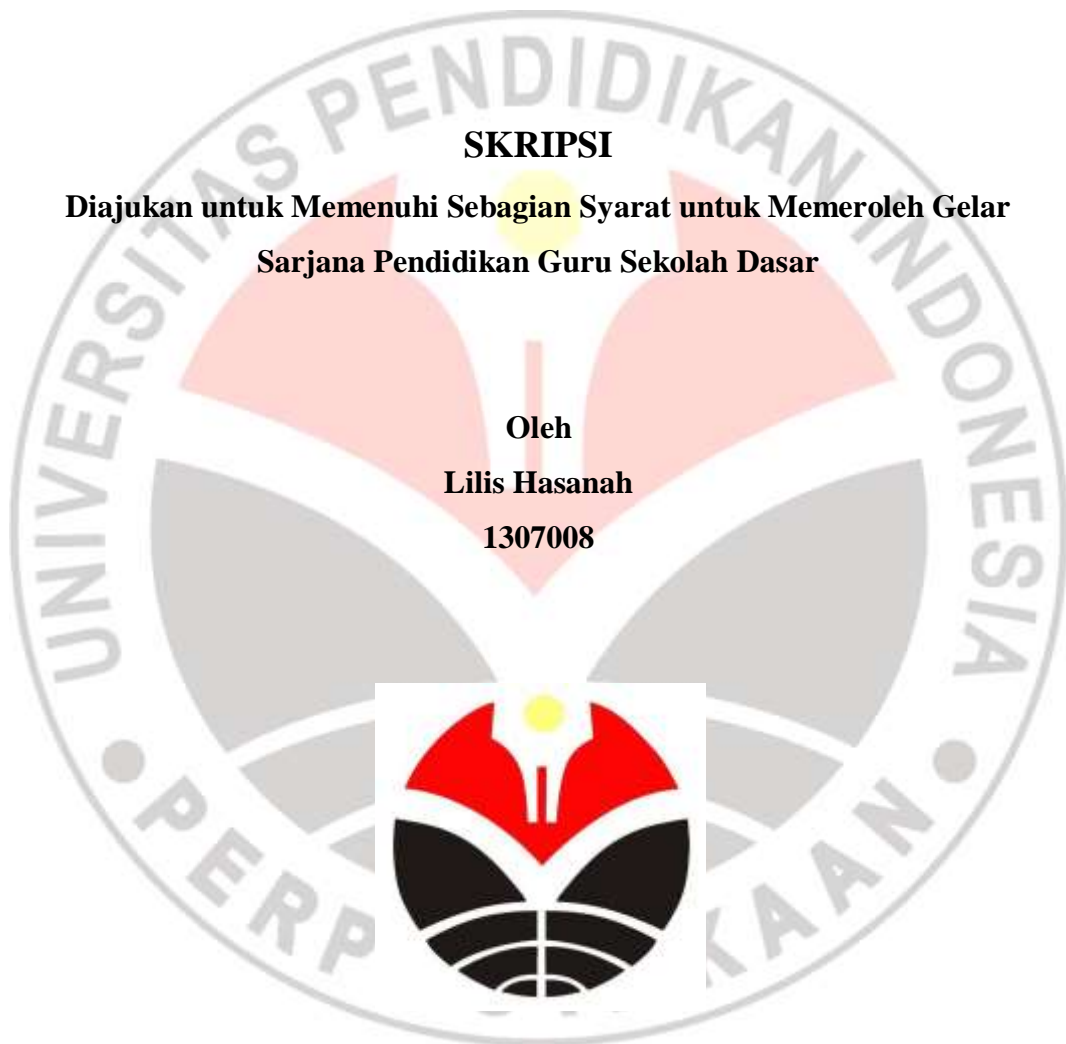 UNIVERSITAS PENDIDIKAN INDONESIA
SKRIPSI
Diajukan untuk Memenuhi Sebagian Syarat untuk Memeroleh Gelar
Sarjana Pendidikan Guru Sekolah Dasar
Oleh
Lilis Hasanah
1307008